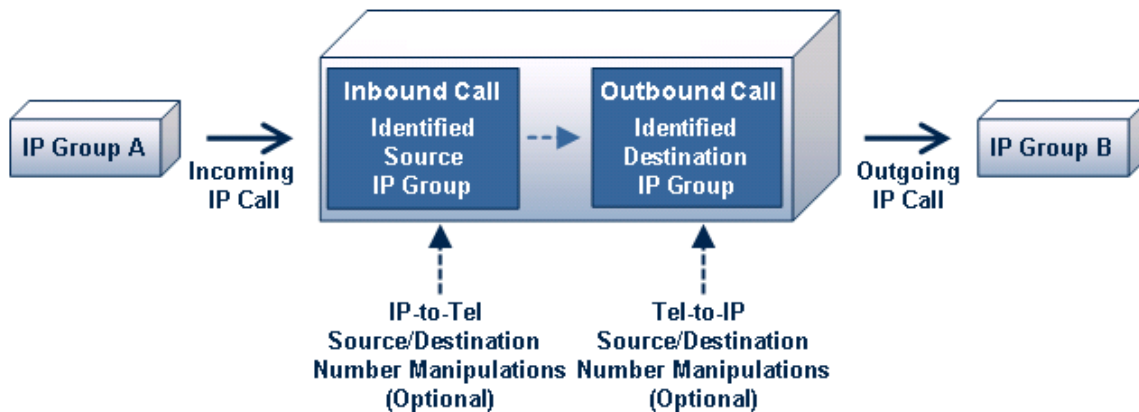 IP Group A
Incoming
IP Call
Inbound Call
Identified
Source
IP Group
Outbound Call
Identified
Destination
IP Group
Outgoing
IP Call
IP Group B
IP-to-Tel
Source/Destination
Number Manipulations
(Optional)
Tel-to-IP
Source/Destination
Number Manipulations
(Optional)